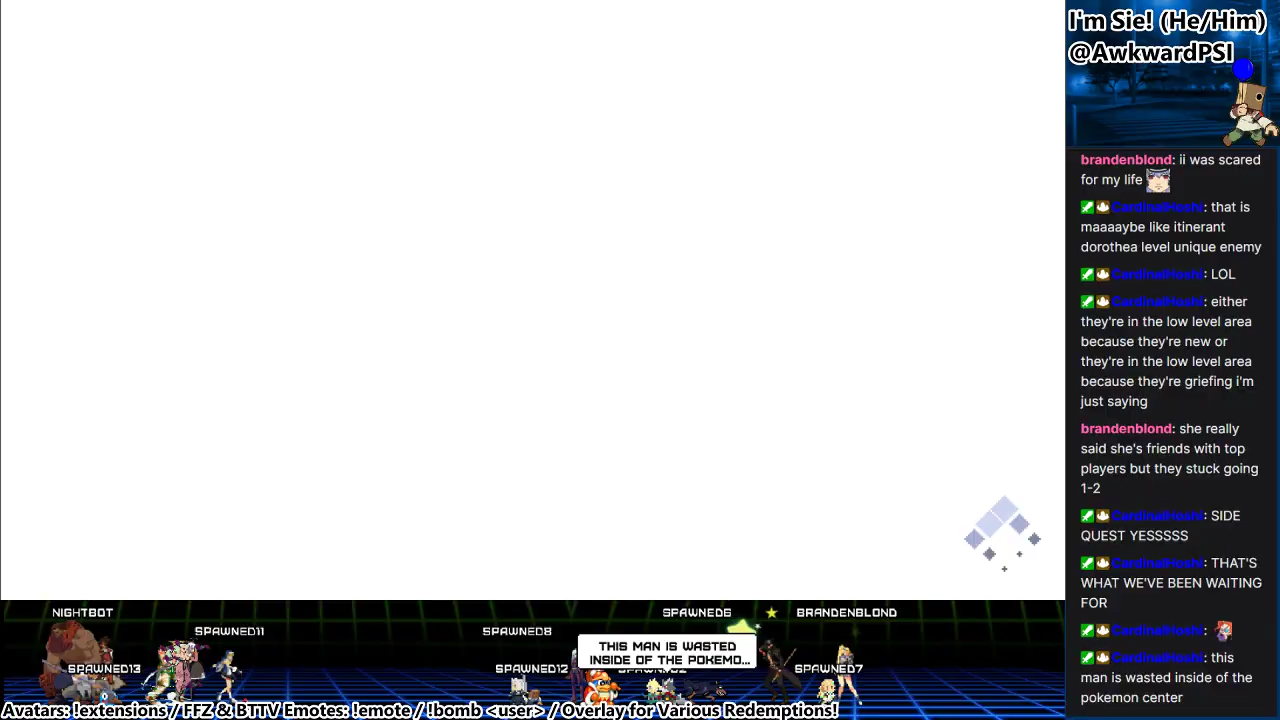 I'm Sie! (He/Him)
@AwkwardPSI
brandenblond: ii was scared
for my life
CardinalHoshi: that is
maaaaybe like itinerant
dorothea level unique enemy
CardinalHoshi: LOL
CardinalHoshi: either
they're in the low level area
because they're new or
they're in the low level area
because they're griefing i'm
just saying
brandenblond: she really
said she's friends with top
players but they stuck going
1-2
CardinalHoshi: SIDE
QUEST YESSSSS
CardinalHoshi: THAT'S
WHAT WE'VE BEEN WAITING
FOR
CardinalHoshi:
CardinalHoshi: this
man is wasted inside of the
pokemon center
NIGHTBOT
SPAWNED6
BRANDENBLOND
SPAWNED11
SPAWNED8
THIS MAN IS WASTED
INSIDE OF THE POKEMO...
SPAWNED13
SPAWNED12
SPAWNED7
Avatars: !extensions / FFZ & BTTV Emotes: !emote / !bomb <user> / Overlay for Various Redemptions!